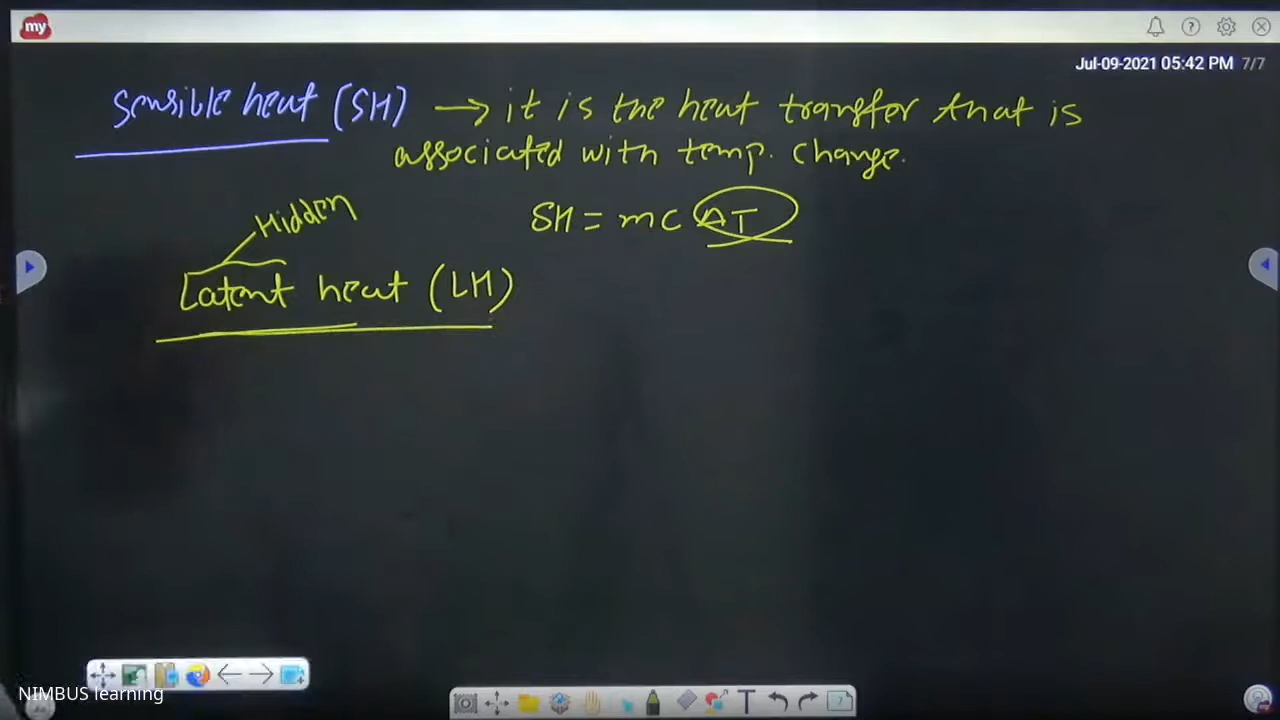 my
Jul-09-2021 05:42 PM 7/7
Sensible heat (SH) → it is the heat transfer that is
associated with temp. change.
SH = mc ΔT
Hidden
Latent heat (LH)
NIMBUS learning